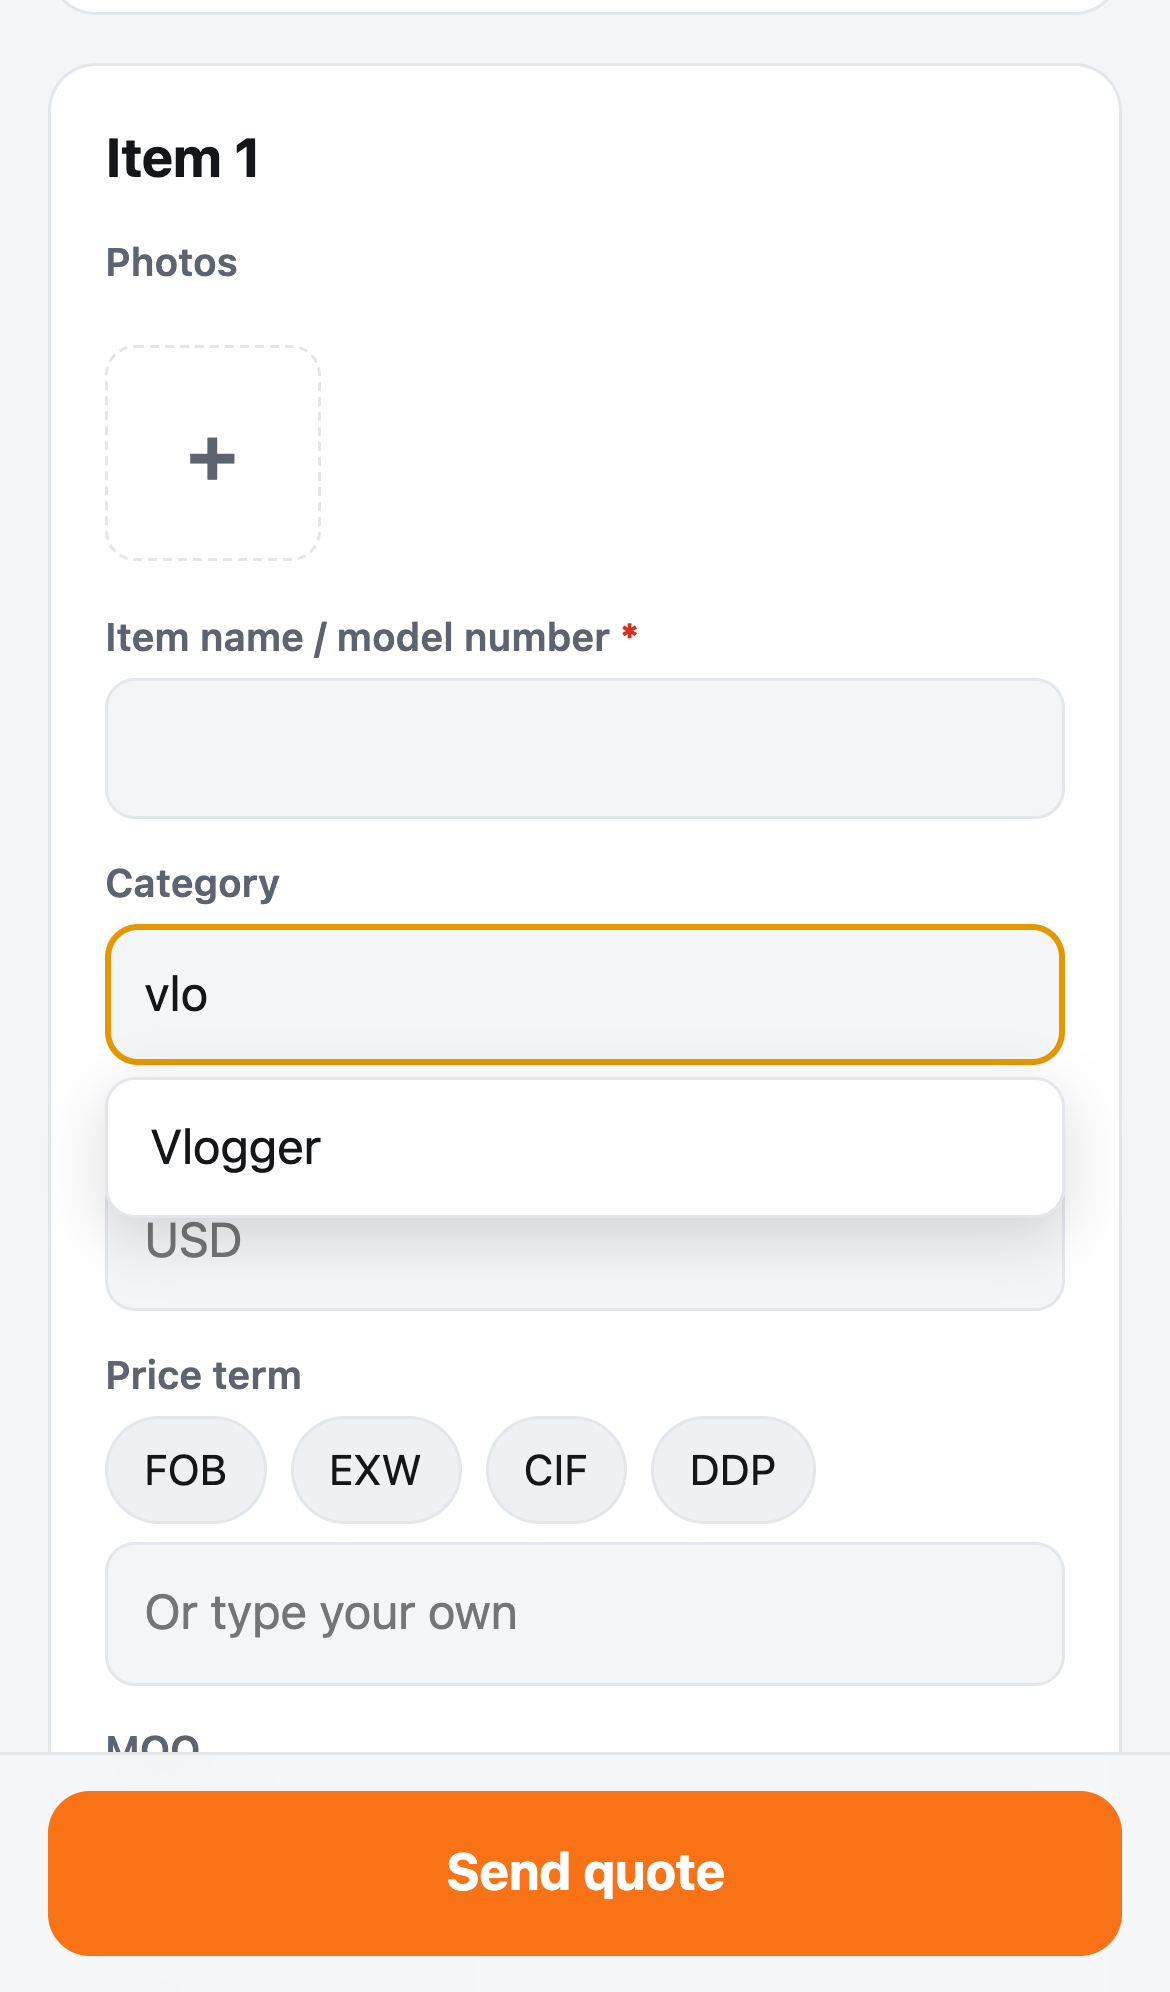 Item 1
Photos
+
Item name / model number *
Category
vlo
Vlogger
USD
Price term
FOB EXW CIF DDP
Or type your own
MOQ
Send quote